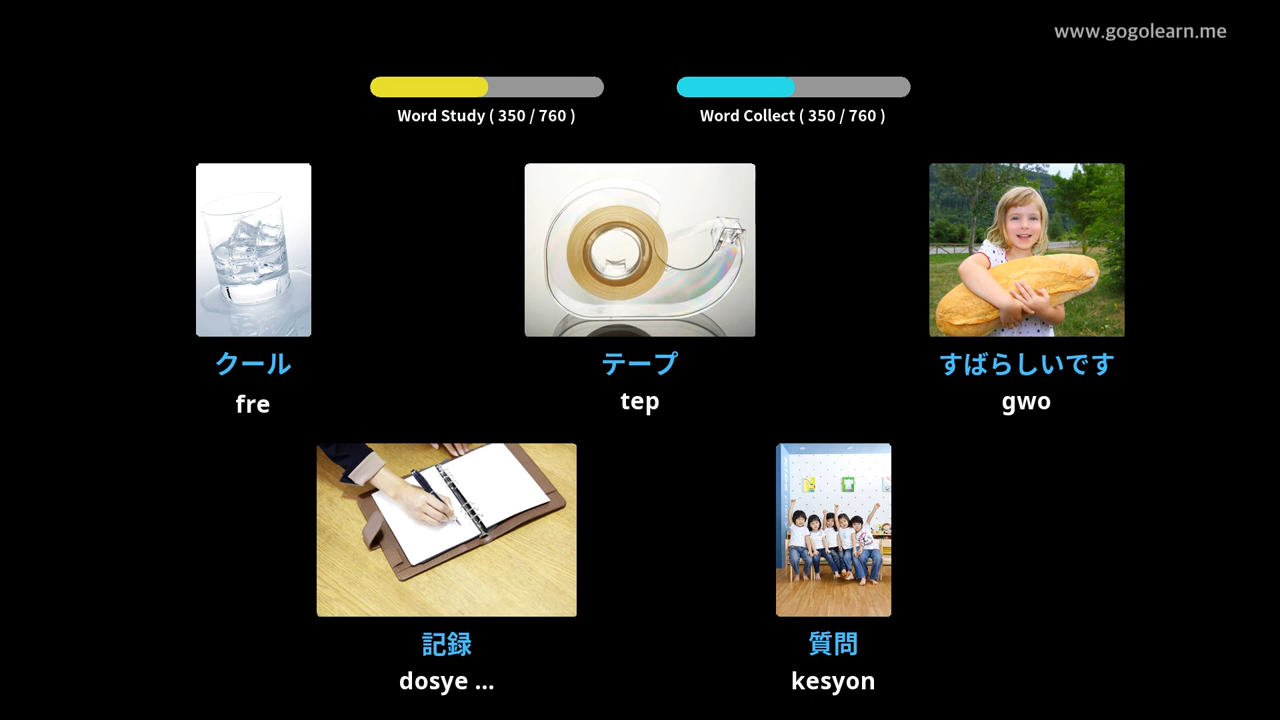 www.gogolearn.me
Word Study ( 350 / 760 )
Word Collect ( 350 / 760 )
クール
fre
テープ
tep
すばらしいです
gwo
記録
dosye ...
質問
kesyon